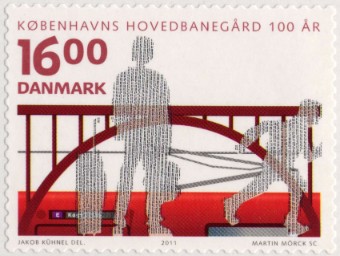 KØBENHAVNS HOVEDBANEGÅRD 100 ÅR
16.00
DANMARK
E
JAKOB KÜHNEL DEL. 2011 MARTIN MÖRCK SC.